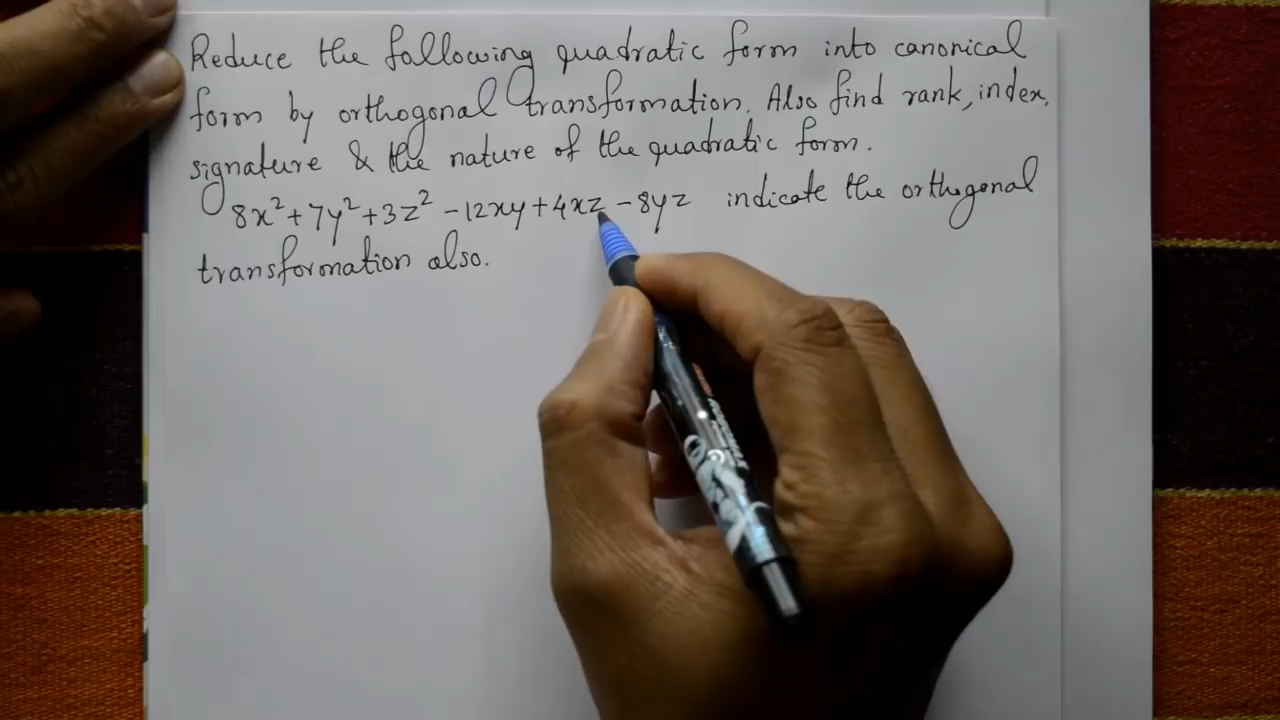 Reduce the following quadratic form into canonical
form by orthogonal transformation. Also find rank, index,
signature & the nature of the quadratic form.
8x²+7y²+3z² -12xy+4xz-8yz indicate the orthogonal
transformation also.